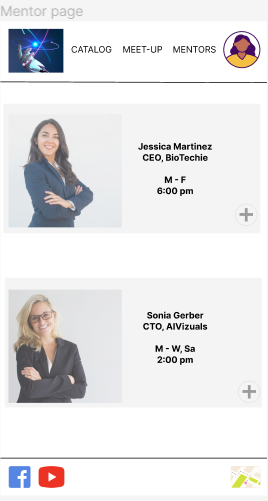 Mentor page
CATALOG MEET-UP MENTORS
Jessica Martinez
CEO, BioTechie
M - F
6:00 pm
Sonia Gerber
CTO, AIVizuals
M - W, Sa
2:00 pm